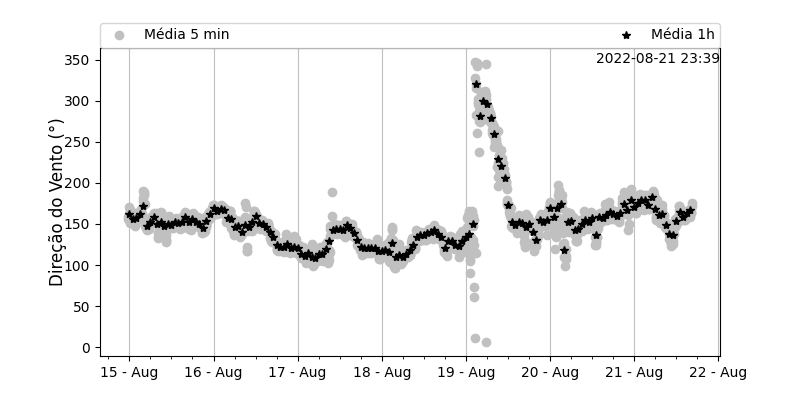 Média 5 min
Média 1h
2022-08-21 23:39
Direção do Vento (°)
350
300
250
200
150
100
50
0
15 - Aug
16 - Aug
17 - Aug
18 - Aug
19 - Aug
20 - Aug
21 - Aug
22 - Aug